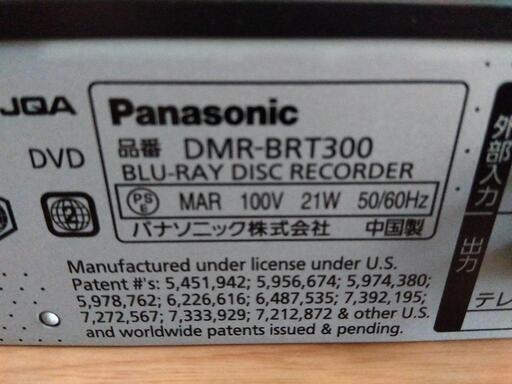 JQA
Panasonic
DVD
品番 DMR-BRT300
BLU-RAY DISC RECORDER
2
PSE MAR 100V 21W 50/60Hz
パナソニック株式会社 中国製
Manufactured under license under U.S.
Patent #'s: 5,451,942; 5,956,674; 5,974,380;
5,978,762; 6,226,616; 6,487,535; 7,392,195;
7,272,567; 7,333,929; 7,212,872 & other U.S.
and worldwide patents issued & pending.
外部入力
出力
テレ